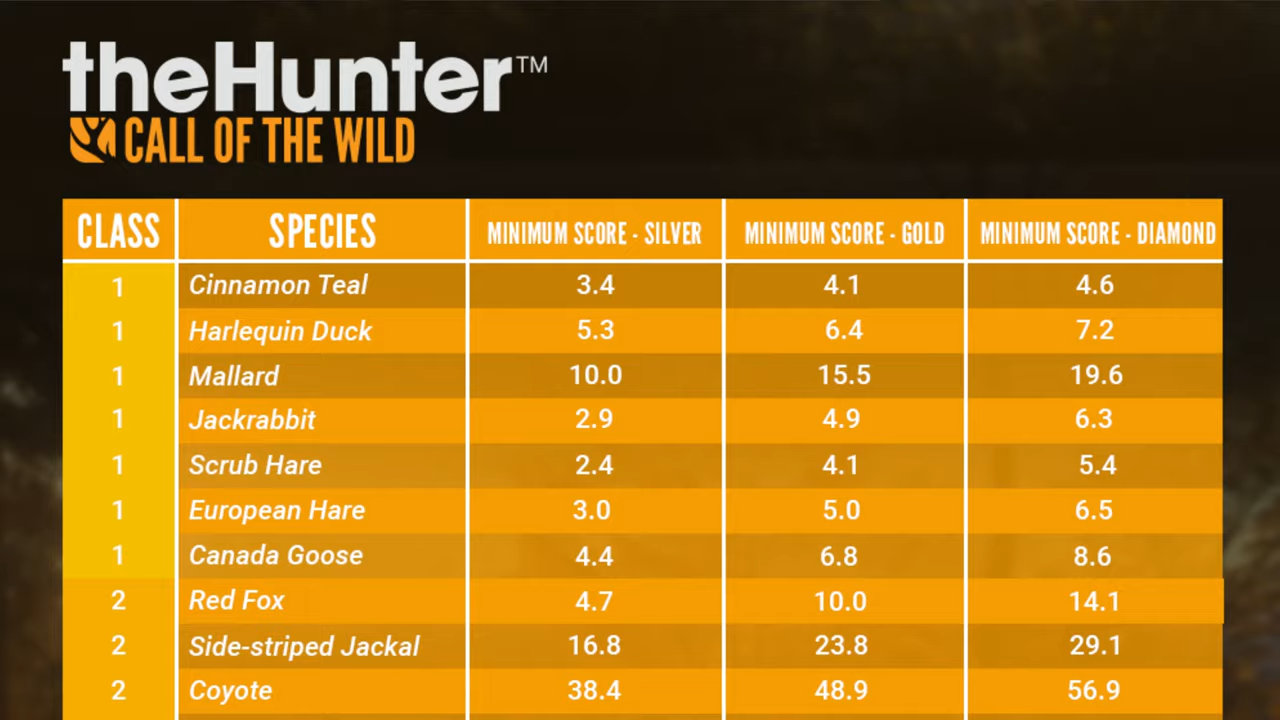 theHunter™
CALL OF THE WILD
CLASS SPECIES MINIMUM SCORE - SILVER MINIMUM SCORE - GOLD MINIMUM SCORE - DIAMOND
1 Cinnamon Teal 3.4 4.1 4.6
1 Harlequin Duck 5.3 6.4 7.2
1 Mallard 10.0 15.5 19.6
1 Jackrabbit 2.9 4.9 6.3
1 Scrub Hare 2.4 4.1 5.4
1 European Hare 3.0 5.0 6.5
1 Canada Goose 4.4 6.8 8.6
2 Red Fox 4.7 10.0 14.1
2 Side-striped Jackal 16.8 23.8 29.1
2 Coyote 38.4 48.9 56.9